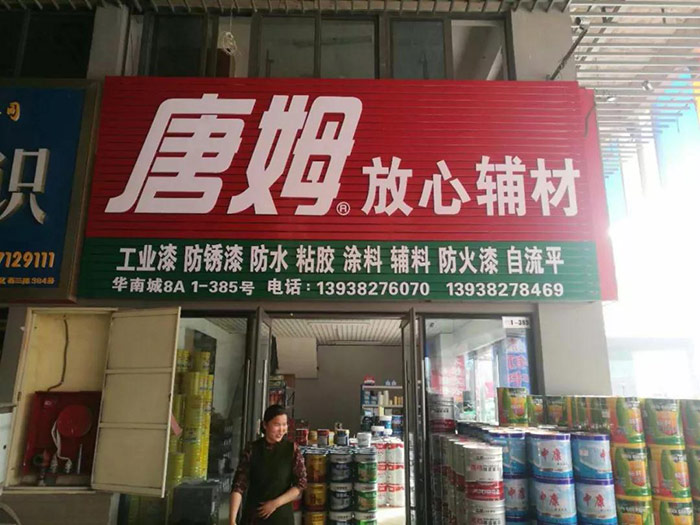 唐姆® 放心辅材
工业漆 防锈漆 防水 粘胶 涂料 辅料 防火漆 自流平
华南城8A 1-385号 电话:13938276070 13938278469
识
7129111